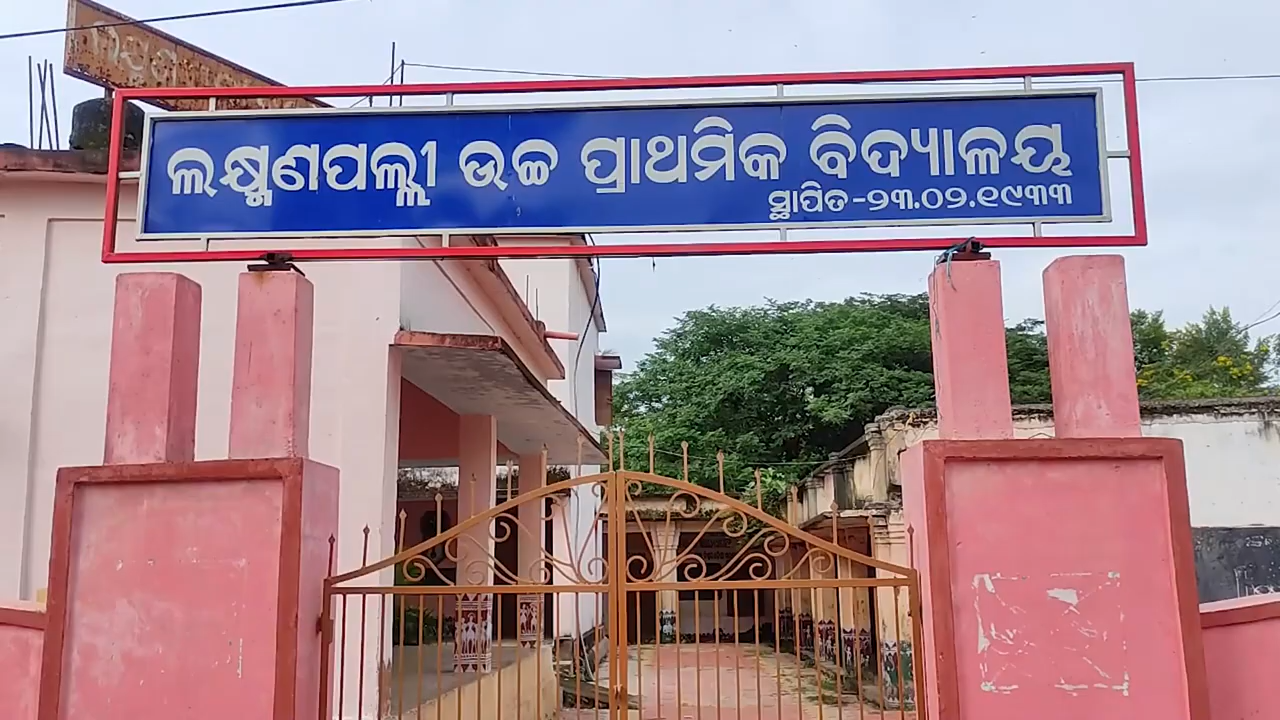 ଲକ୍ଷ୍ମଣପଲ୍ଲୀ ଉଚ୍ଚ ପ୍ରାଥମିକ ବିଦ୍ୟାଳୟ
ସ୍ଥାପିତ-୨୩.୦୨.୧୯୩୩